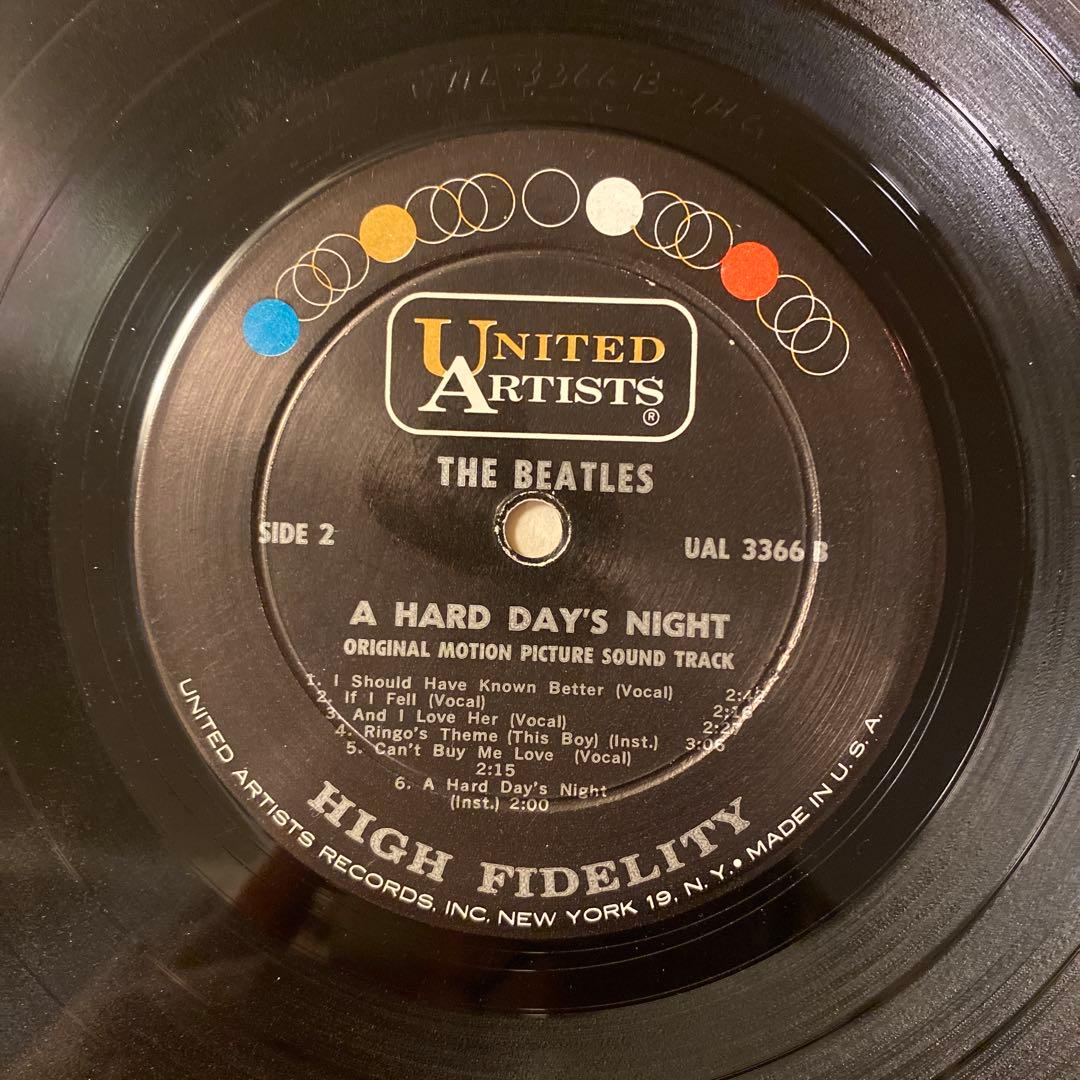 3366 B
UNITED
ARTISTS
®
THE BEATLES
SIDE 2
UAL 3366 B
A HARD DAY'S NIGHT
ORIGINAL MOTION PICTURE SOUND TRACK
1. I Should Have Known Better (Vocal)
2. If I Fell (Vocal)
3. And I Love Her (Vocal)
4. Ringo's Theme (This Boy) (Inst.) 3:06
5. Can't Buy Me Love (Vocal)
2:15
6. A Hard Day's Night
(Inst.) 2:00
HIGH FIDELITY
UNITED ARTISTS RECORDS, INC. NEW YORK 19, N. Y. • MADE IN U. S. A.